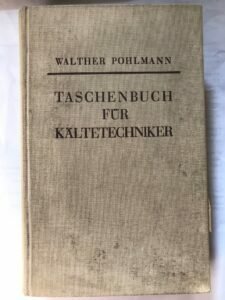 WALTHER POHLMANN
TASCHENBUCH
FÜR
KÄLTETECHNIKER